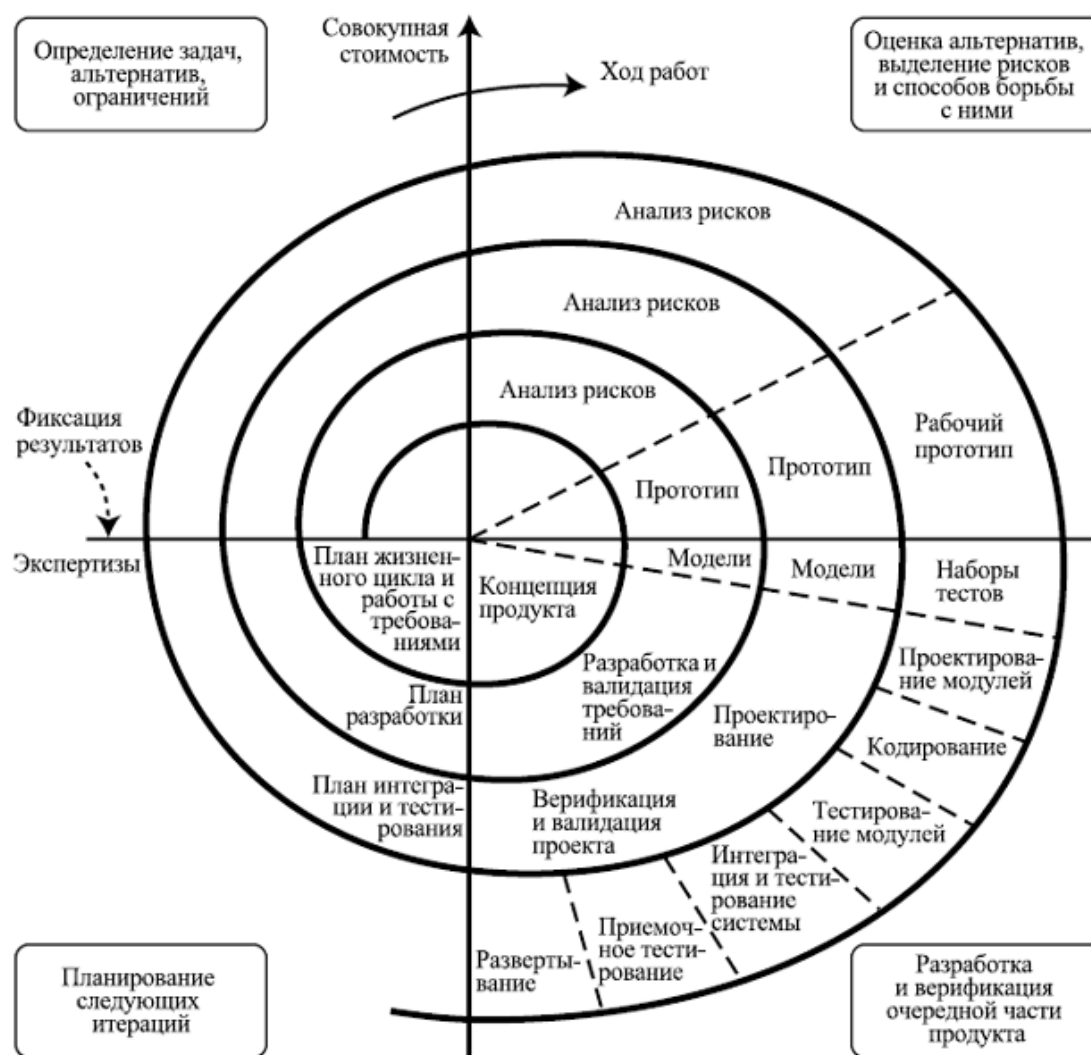 Определение задач,
альтернатив,
ограничений
Совокупная
стоимость
Ход работ
Оценка альтернатив,
выделение рисков
и способов борьбы
с ними
Анализ рисков
Анализ рисков
Анализ рисков
Фиксация
результатов
Экспертизы
Рабочий
прототип
Прототип
Прототип
План жизнен-
ного цикла и
работы с
требова-
ниями
Концепция
продукта
Модели
Модели
Наборы
тестов
План
разработки
Разработка и
валидация
требований
Проектиро-
вание
Проектирова-
ние модулей
Кодирование
План интегра-
ции и тести-
рования
Верификация
и валидация
проекта
Тестирова-
ние модулей
Интегра-
ция и тести-
рование
системы
Приемоч-
ное тести-
рование
Разверты-
вание
Планирование
следующих
итераций
Разработка
и верификация
очередной части
продукта